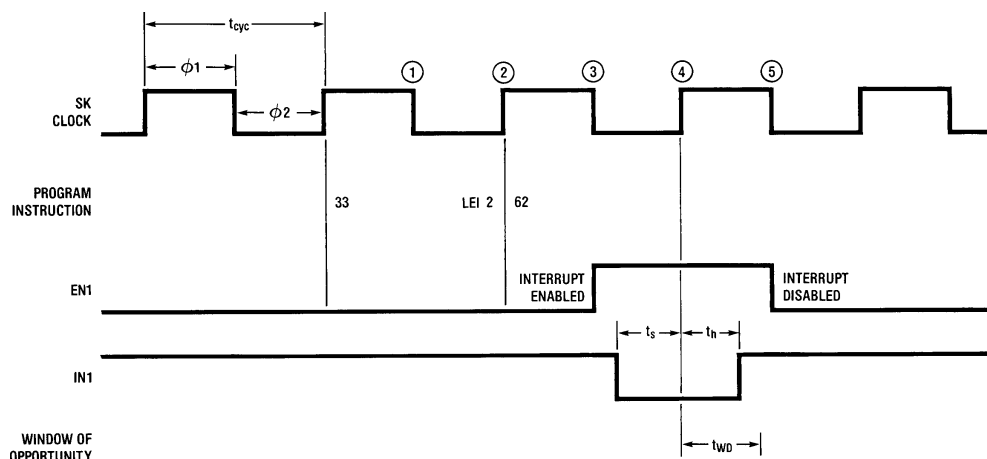 tcyc
ϕ1
1
2
3
4
5
SK
CLOCK
ϕ2
PROGRAM
INSTRUCTION
33
LEI 2
62
EN1
INTERRUPT
ENABLED
INTERRUPT
DISABLED
ts
th
IN1
WINDOW OF
OPPORTUNITY
tWD